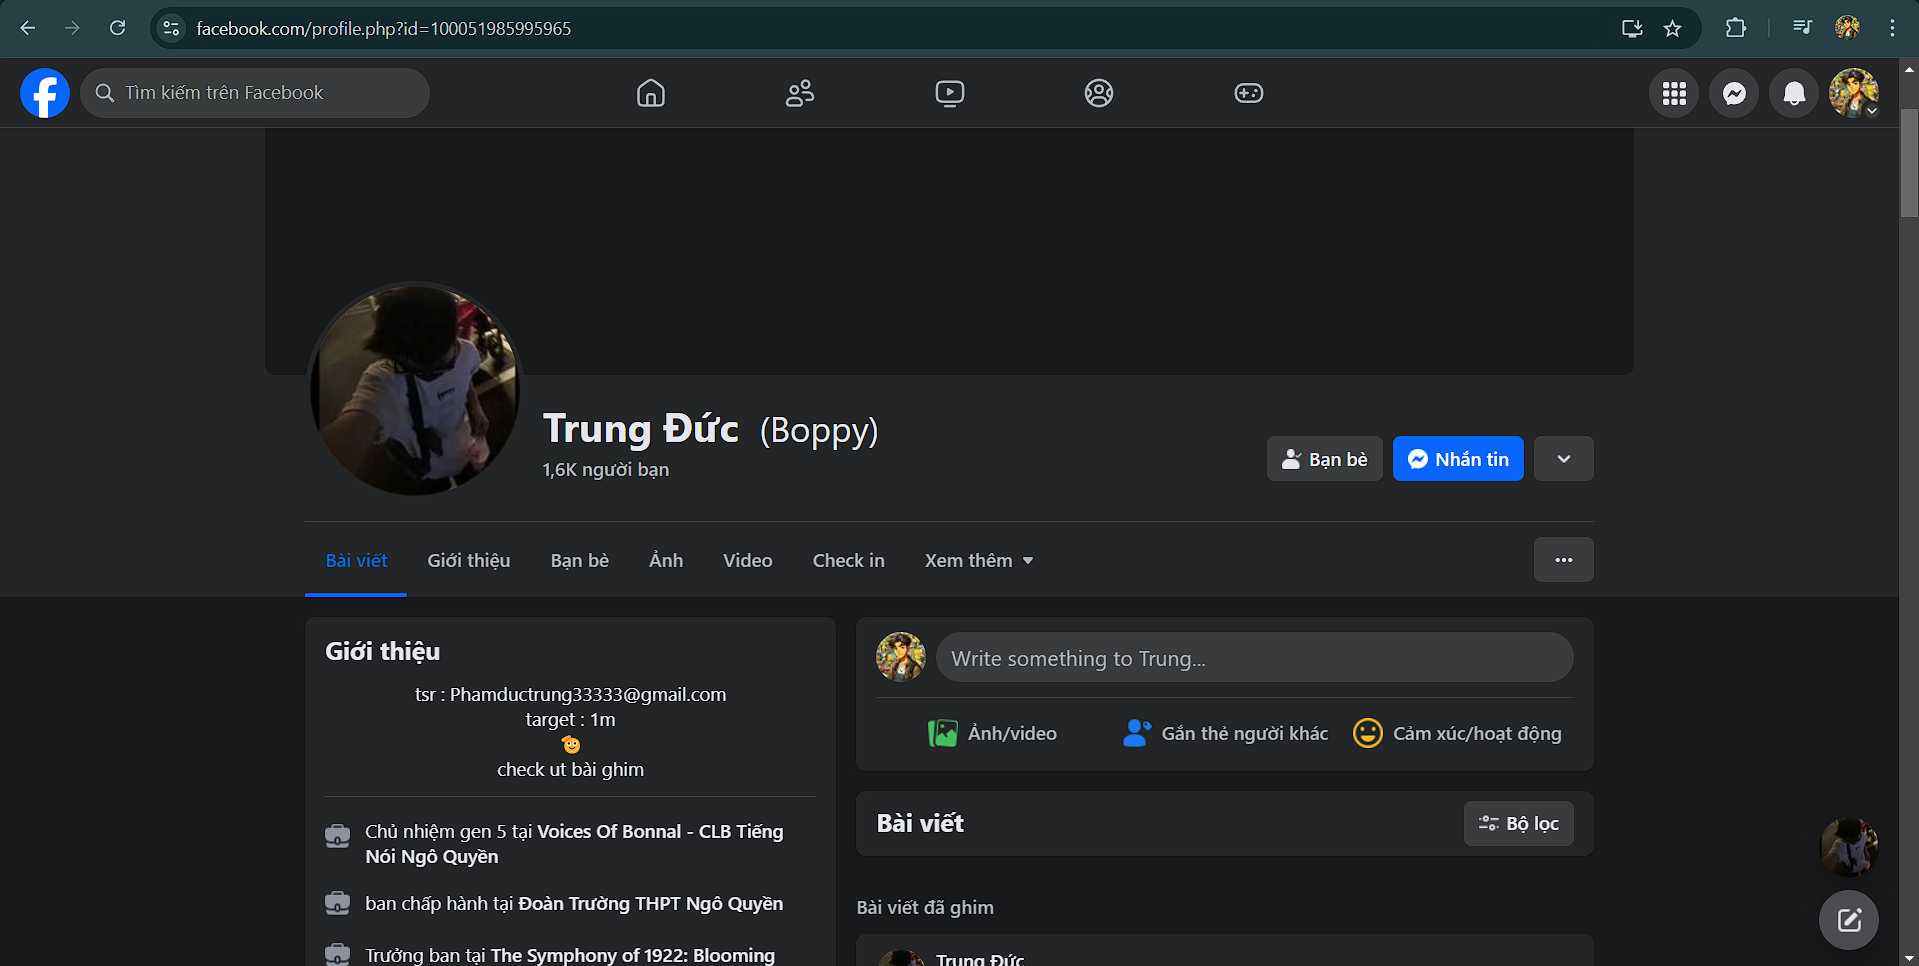 facebook.com/profile.php?id=100051985995965
Tìm kiếm trên Facebook
Trung Đức (Boppy)
1,6K người bạn
Bạn bè
Nhắn tin
Bài viết
Giới thiệu
Bạn bè
Ảnh
Video
Check in
Xem thêm
Giới thiệu
tsr : Phamductrung33333@gmail.com
target : 1m
check ut bài ghim
Chủ nhiệm gen 5 tại Voices Of Bonnal - CLB Tiếng
Nói Ngô Quyền
ban chấp hành tại Đoàn Trường THPT Ngô Quyền
Trưởng ban tại The Symphony of 1922: Blooming
Write something to Trung...
Ảnh/video
Gắn thẻ người khác
Cảm xúc/hoạt động
Bài viết
Bộ lọc
Bài viết đã ghim
Trung Đức